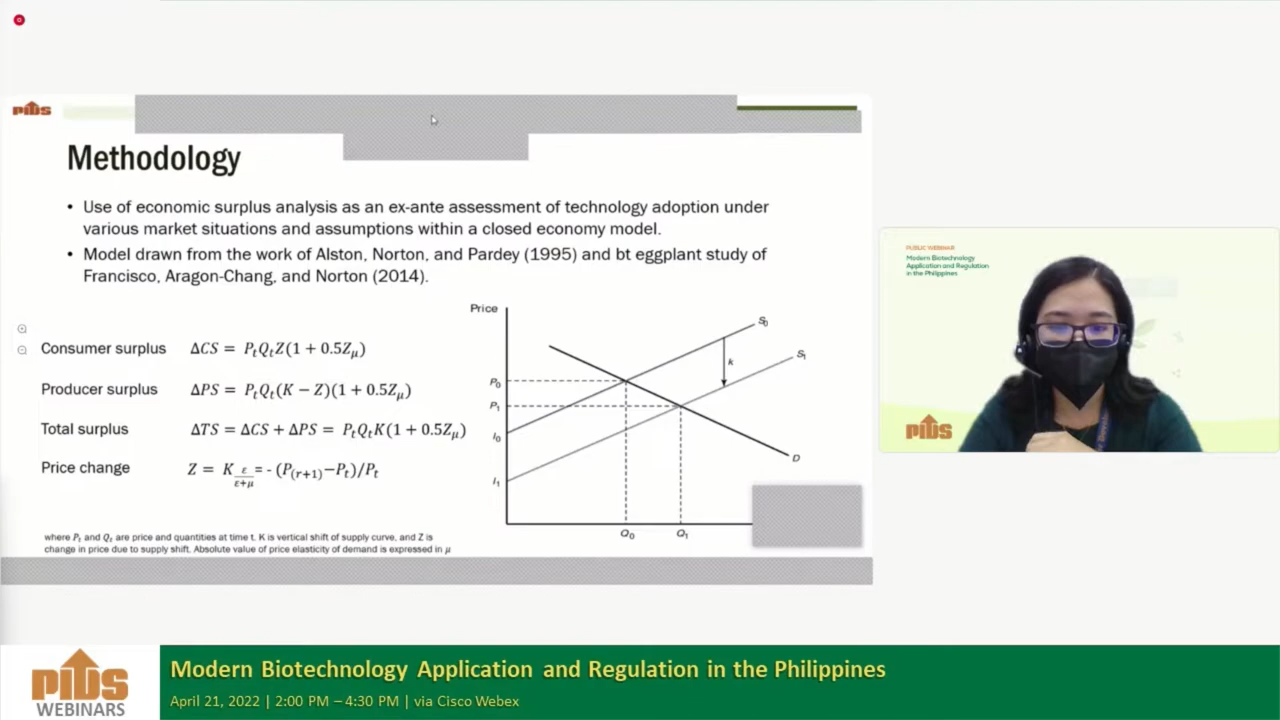 PIDS
Methodology
• Use of economic surplus analysis as an ex-ante assessment of technology adoption under
various market situations and assumptions within a closed economy model.
• Model drawn from the work of Alston, Norton, and Pardey (1995) and bt eggplant study of
Francisco, Aragon-Chang, and Norton (2014).
Consumer surplus ΔCS = PₜQₜZ(1 + 0.5Z_μ)
Producer surplus ΔPS = PₜQₜ(K − Z)(1 + 0.5Z_μ)
Total surplus ΔTS = ΔCS + ΔPS = PₜQₜK(1 + 0.5Z_μ)
Price change Z = K ε/(ε+μ) = - (P₍ᵣ₊₁₎−Pₜ)/Pₜ
where Pₜ and Qₜ are price and quantities at time t. K is vertical shift of supply curve, and Z is
change in price due to supply shift. Absolute value of price elasticity of demand is expressed in μ
Price
S₀
S₁
k
P₀
P₁
I₀
I₁
D
Q₀ Q₁
PUBLIC WEBINAR
Modern Biotechnology
Application and Regulation
in the Philippines
PIDS
PIDS
WEBINARS
Modern Biotechnology Application and Regulation in the Philippines
April 21, 2022 | 2:00 PM – 4:30 PM | via Cisco Webex